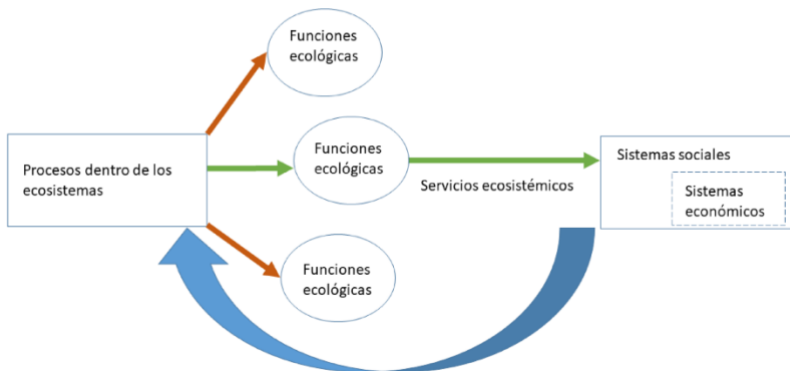 Funciones
ecológicas
Procesos dentro de los
ecosistemas
Funciones
ecológicas
Servicios ecosistémicos
Sistemas sociales
Sistemas
económicos
Funciones
ecológicas